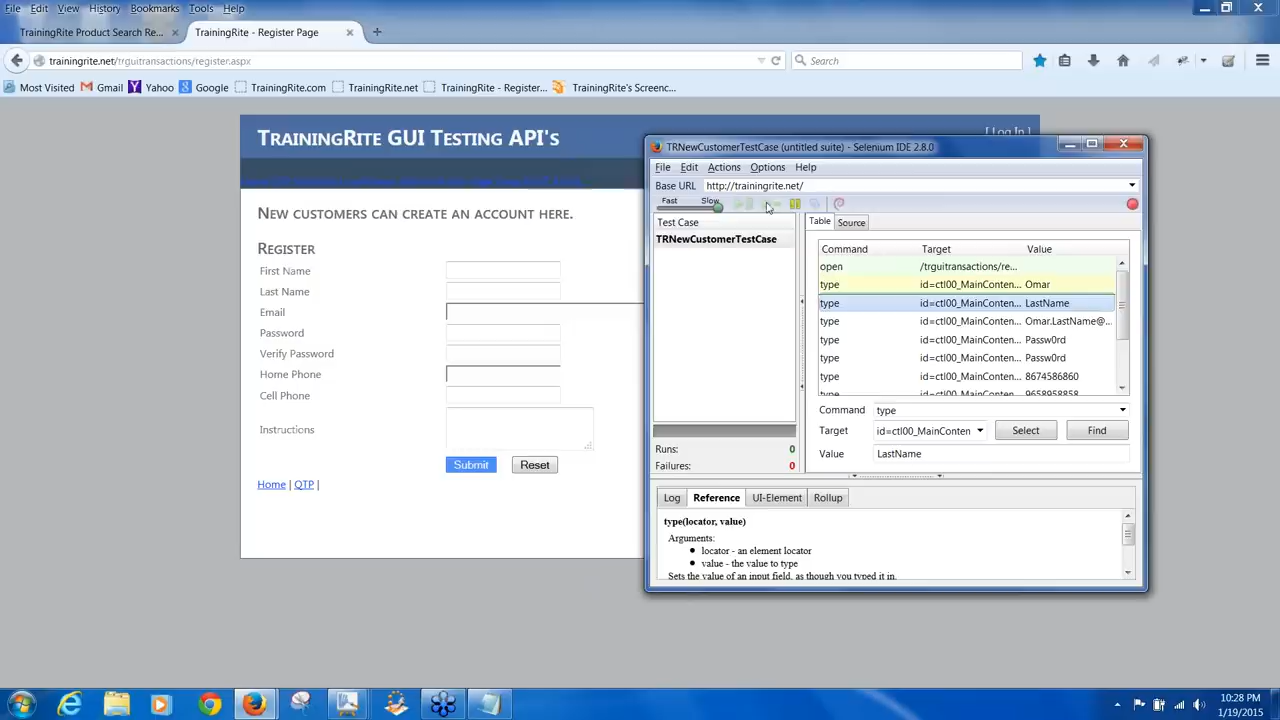 File Edit View History Bookmarks Tools Help
TrainingRite Product Search Re... TrainingRite - Register Page
trainingrite.net/trguitransactions/register.aspx Search
Most Visited Gmail Yahoo Google TrainingRite.com TrainingRite.net TrainingRite - Register... TrainingRite's Screenc...
TrainingRite GUI Testing API's
[ Log In ]
New customers can create an account here.
Register
First Name
Last Name
Email
Password
Verify Password
Home Phone
Cell Phone
Instructions
Submit Reset
Home | QTP |
TRNewCustomerTestCase (untitled suite) - Selenium IDE 2.8.0
File Edit Actions Options Help
Base URL http://trainingrite.net/
Fast Slow
Test Case
TRNewCustomerTestCase
Table Source
Command Target Value
open /trguitransactions/re...
type id=ctl00_MainConten... Omar
type id=ctl00_MainConten... LastName
type id=ctl00_MainConten... Omar.LastName@...
type id=ctl00_MainConten... Passw0rd
type id=ctl00_MainConten... Passw0rd
type id=ctl00_MainConten... 8674586860
type id=ctl00_MainConten... 9658958858
Command type
Target id=ctl00_MainConten Select Find
Value LastName
Runs: 0
Failures: 0
Log Reference UI-Element Rollup
type(locator, value)
Arguments:
● locator - an element locator
● value - the value to type
Sets the value of an input field, as though you typed it in.
10:28 PM
1/19/2015